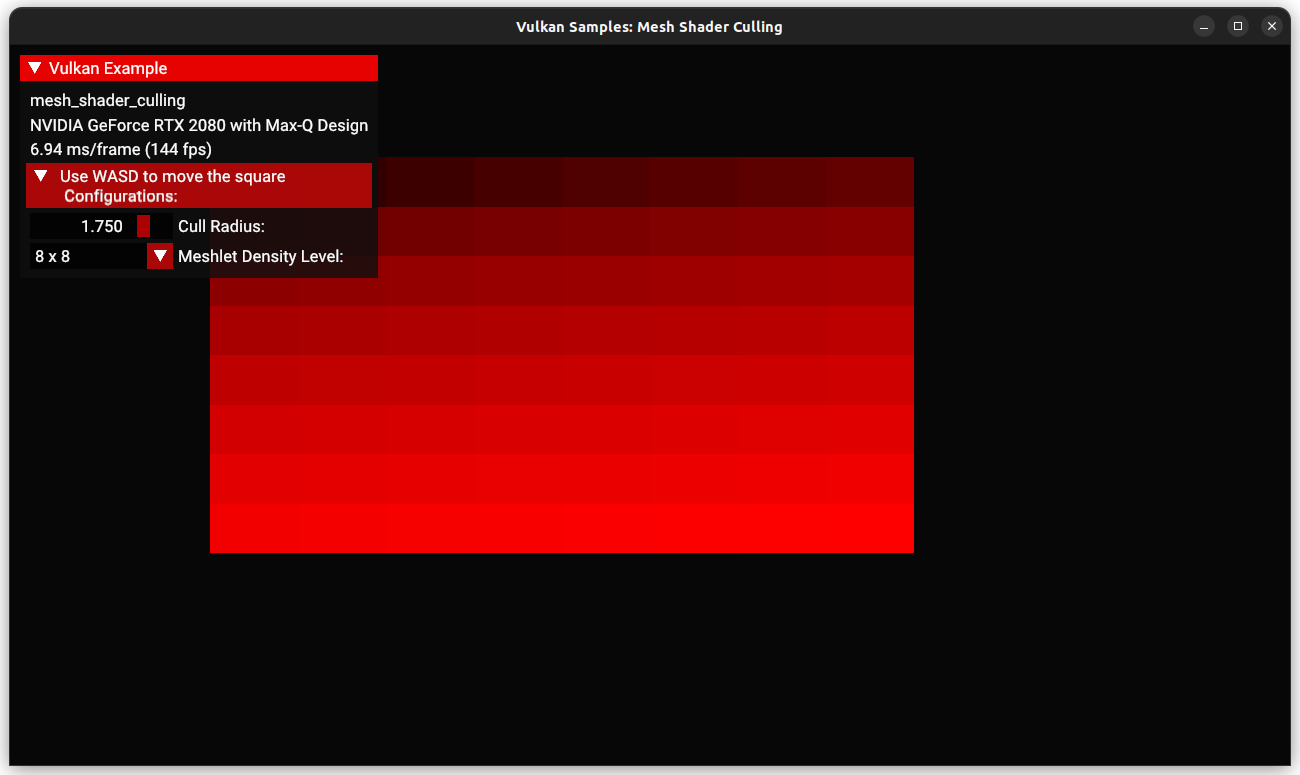 Vulkan Samples: Mesh Shader Culling
Vulkan Example
mesh_shader_culling
NVIDIA GeForce RTX 2080 with Max-Q Design
6.94 ms/frame (144 fps)
Use WASD to move the square
Configurations:
1.750 Cull Radius:
8 x 8 Meshlet Density Level: